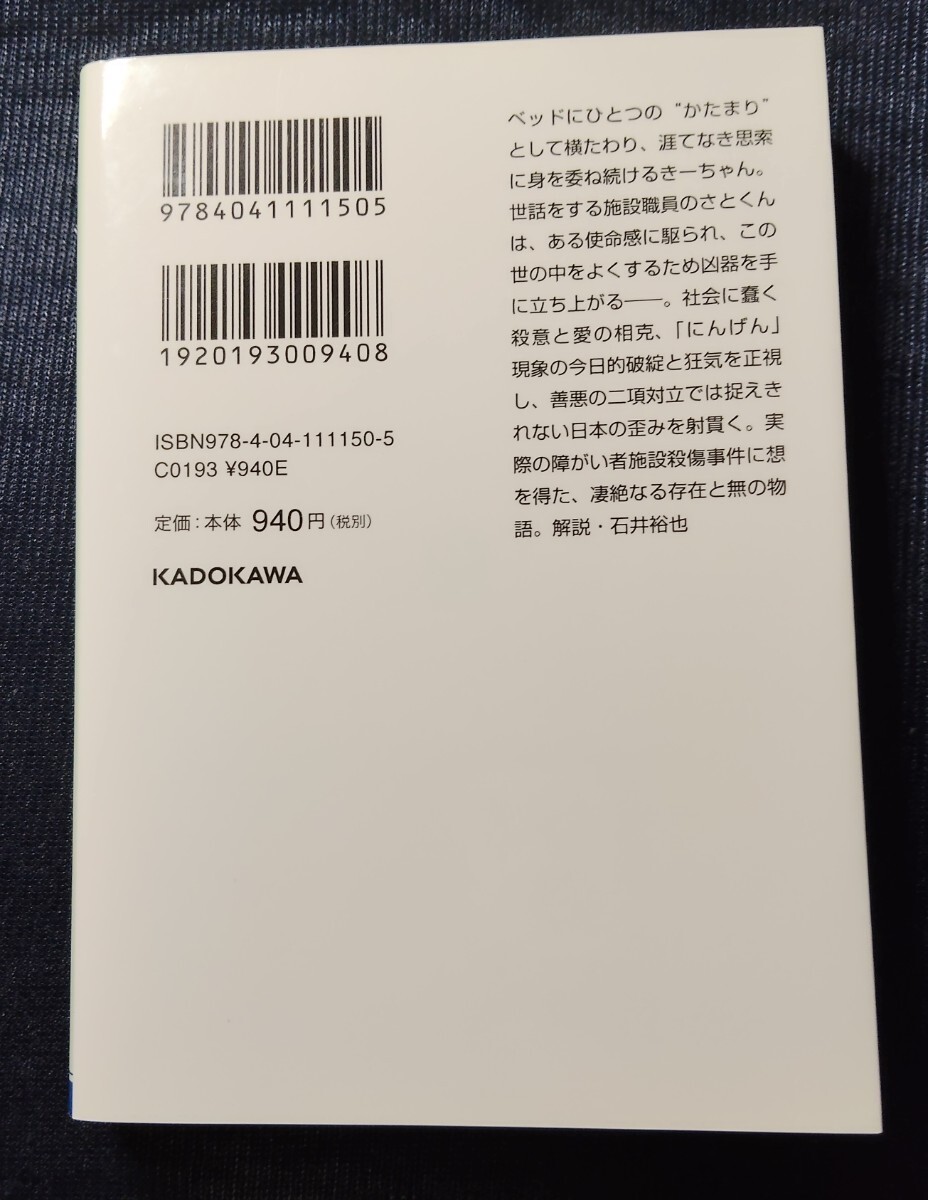 9784041111505
1920193009408
ISBN978-4-04-111150-5
C0193 ¥940E
定価：本体 940円（税別）
KADOKAWA
ベッドにひとつの“かたまり”
として横たわり、涯てなき思索
に身を委ね続けるきーちゃん。
世話をする施設職員のさとくん
は、ある使命感に駆られ、この
世の中をよくするため凶器を手
に立ち上がる――。社会に蠢く
殺意と愛の相克、「にんげん」
現象の今日的破綻と狂気を正視
し、善悪の二項対立では捉えき
れない日本の歪みを射貫く。実
際の障がい者施設殺傷事件に想
を得た、凄絶なる存在と無の物
語。解説・石井裕也